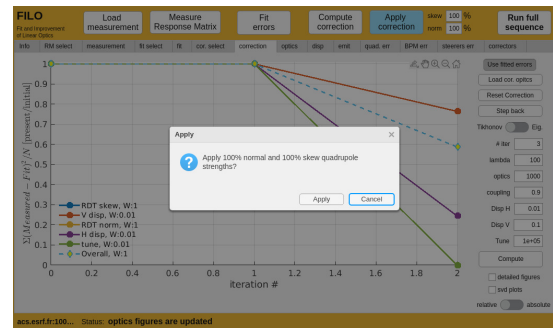 FILO
Fit and Improvement
of Linear Optics
Load
measurement
Measure
Response Matrix
Fit
errors
Compute
correction
Apply
correction
skew 100 %
norm 100 %
Run full
sequence
Info RM select measurement fit select fit cor. select correction optics disp emit quad. err BPM err steerers err correctors
Σ(Measured − Fit)²/N [present/initial]
1
0.9
0.8
0.7
0.6
0.5
0.4
0.3
0.2
0.1
0
RDT skew, W:1
V disp, W:0.01
RDT norm, W:1
H disp, W:0.01
tune, W:0.01
Overall, W:1
0 0.2 0.4 0.6 0.8 1 1.2 1.4 1.6 1.8 2
iteration #
Apply
Apply 100% normal and 100% skew quadrupole
strengths?
Apply Cancel
Use fitted errors
Load cor. optics
Reset Correction
Step back
Tikhonov Eig.
# iter 3
lambda 100
optics 1000
coupling 0.9
Disp H 0.01
Disp V 0.1
Tune 1e+05
Compute
detailed figures
svd plots
relative absolute
acs.esrf.fr:100... Status: optics figures are updated